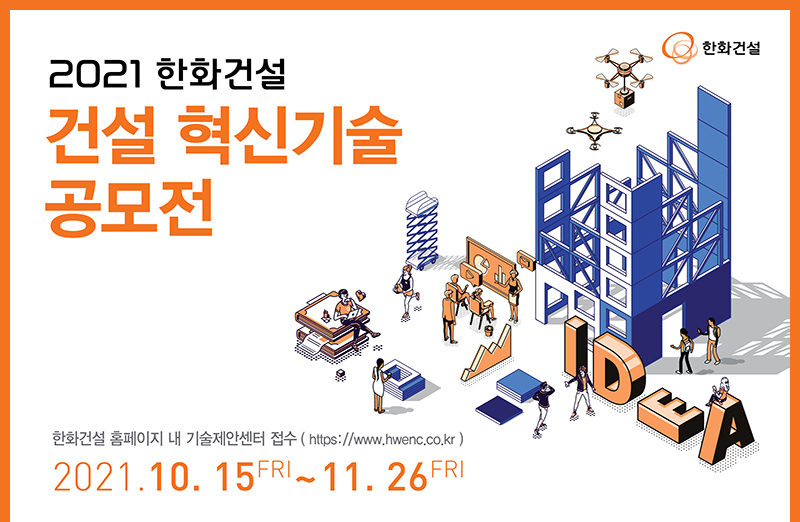 한화건설
2021 한화건설
건설 혁신기술
공모전
IDEA
한화건설 홈페이지 내 기술제안센터 접수 ( https://www.hwenc.co.kr )
2021.10. 15FRI ~ 11. 26FRI